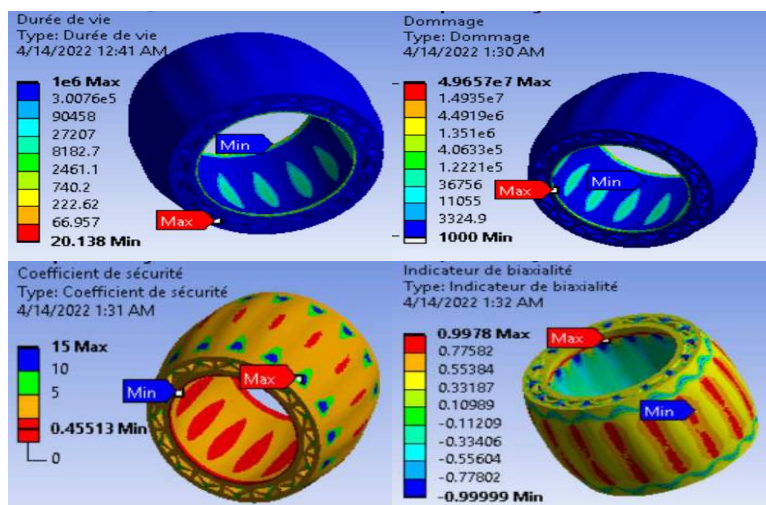 Durée de vie
Type: Durée de vie
4/14/2022 12:41 AM
1e6 Max
3.0076e5
90458
27207
8182.7
2461.1
740.2
222.62
66.957
20.138 Min
Min
Max
Dommage
Type: Dommage
4/14/2022 1:30 AM
4.9657e7 Max
1.4935e7
4.4919e6
1.351e6
4.0633e5
1.2221e5
36756
11055
3324.9
1000 Min
Max
Min
Coefficient de sécurité
Type: Coefficient de sécurité
4/14/2022 1:31 AM
15 Max
10
5
0.45513 Min
0
Min
Max
Indicateur de biaxialité
Type: Indicateur de biaxialité
4/14/2022 1:32 AM
0.9978 Max
0.77582
0.55384
0.33187
0.10989
-0.11209
-0.33406
-0.55604
-0.77802
-0.99999 Min
Max
Min